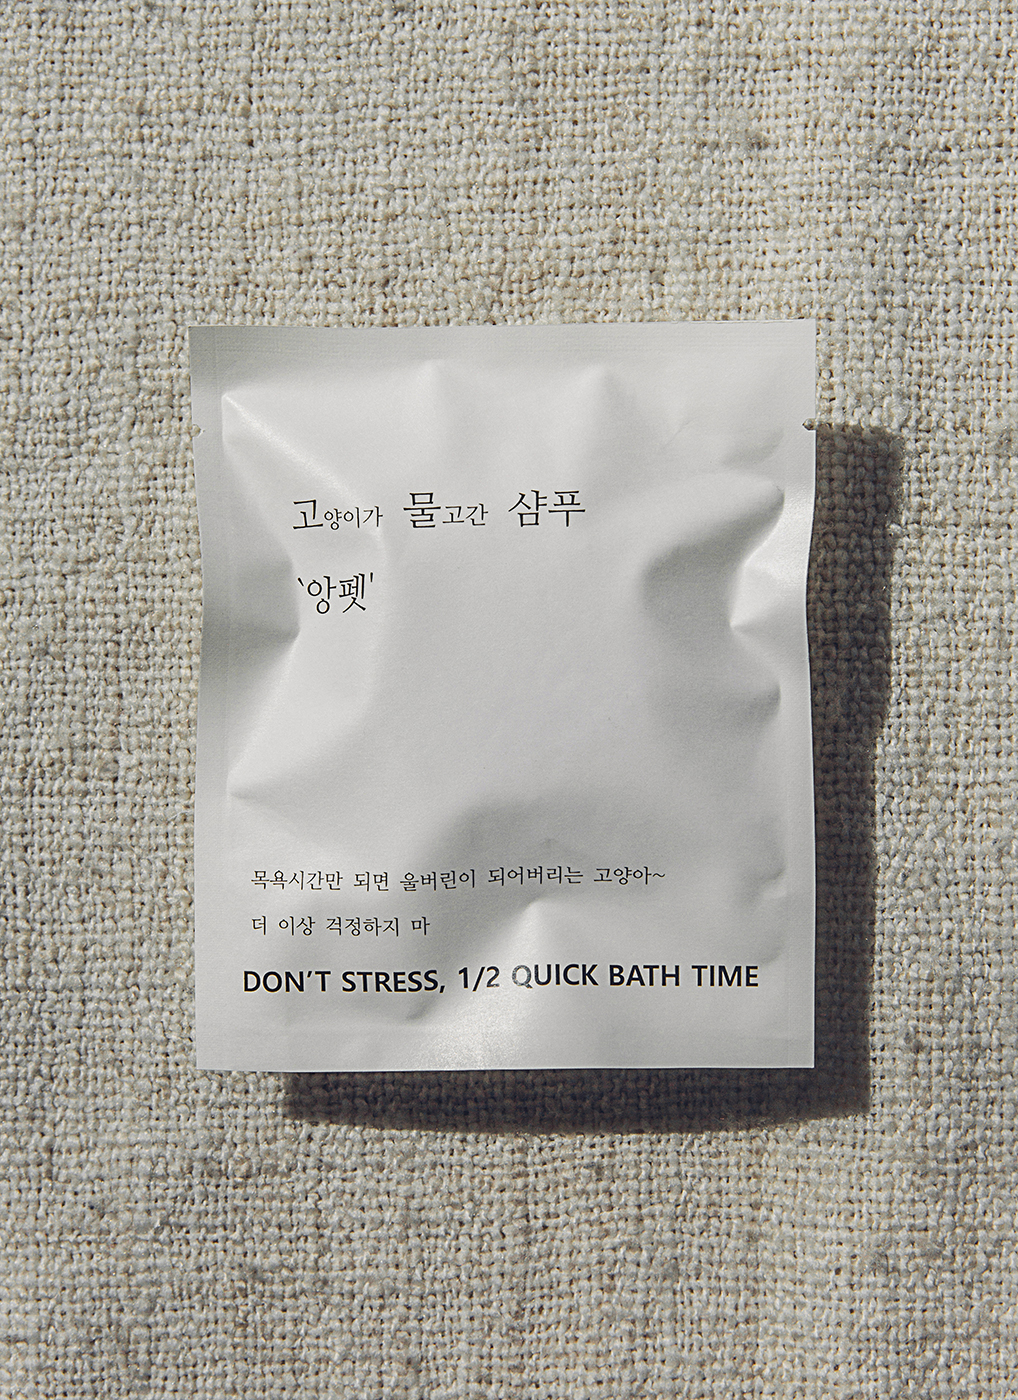 고양이가 물고간 샴푸
'앙펫'
목욕시간만 되면 울버린이 되어버리는 고양아~
더 이상 걱정하지 마
DON'T STRESS, 1/2 QUICK BATH TIME